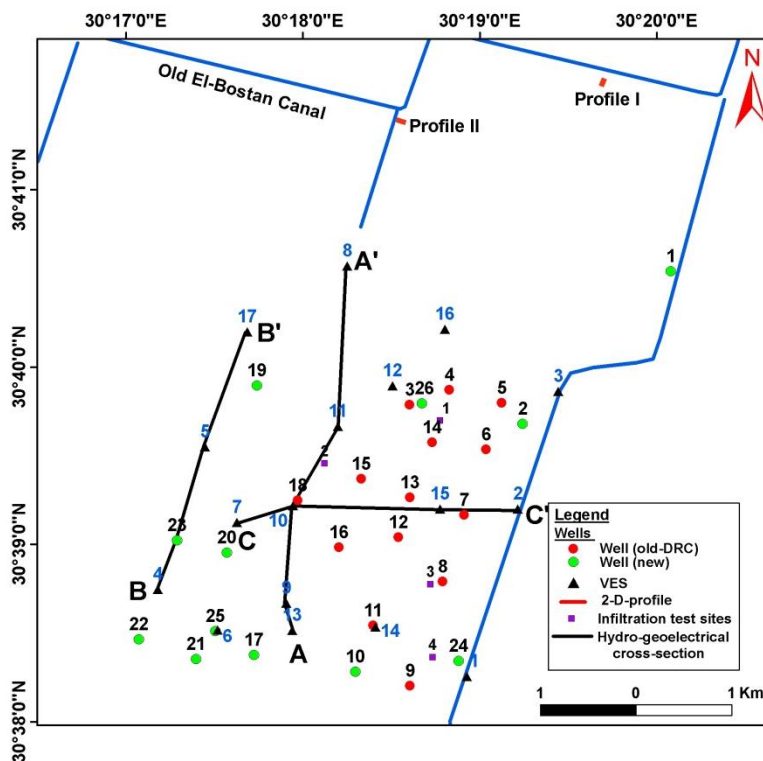 30°17'0"E 30°18'0"E 30°19'0"E 30°20'0"E
N
Old El-Bostan Canal
Profile I
Profile II
30°41'0"N
8
A'
1
17
B'
16
30°40'0"N
19
12
3
3
26
4
5
1
2
11
14
6
5
2
15
18
13
10
15
7
2
C'
7
C
23
20
16
12
30°39'0"N
4
B
9
3
8
13
A
22
25
6
21
17
11
14
10
4
24
9
1
30°38'0"N
Legend
Wells
Well (old-DRC)
Well (new)
VES
2-D-profile
Infiltration test sites
Hydro-geoelectrical
cross-section
1 0 1 Km